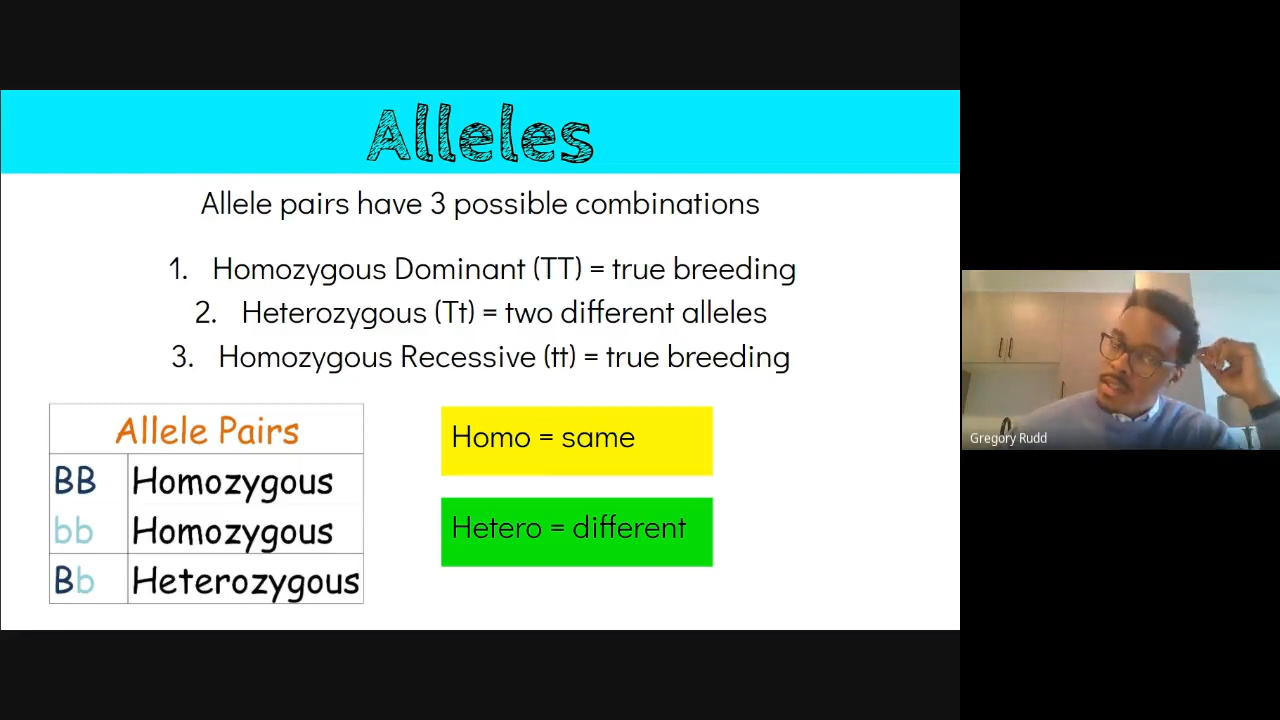 Alleles
Allele pairs have 3 possible combinations
1. Homozygous Dominant (TT) = true breeding
2. Heterozygous (Tt) = two different alleles
3. Homozygous Recessive (tt) = true breeding
Allele Pairs
BB Homozygous
bb Homozygous
Bb Heterozygous
Homo = same
Hetero = different
Gregory Rudd